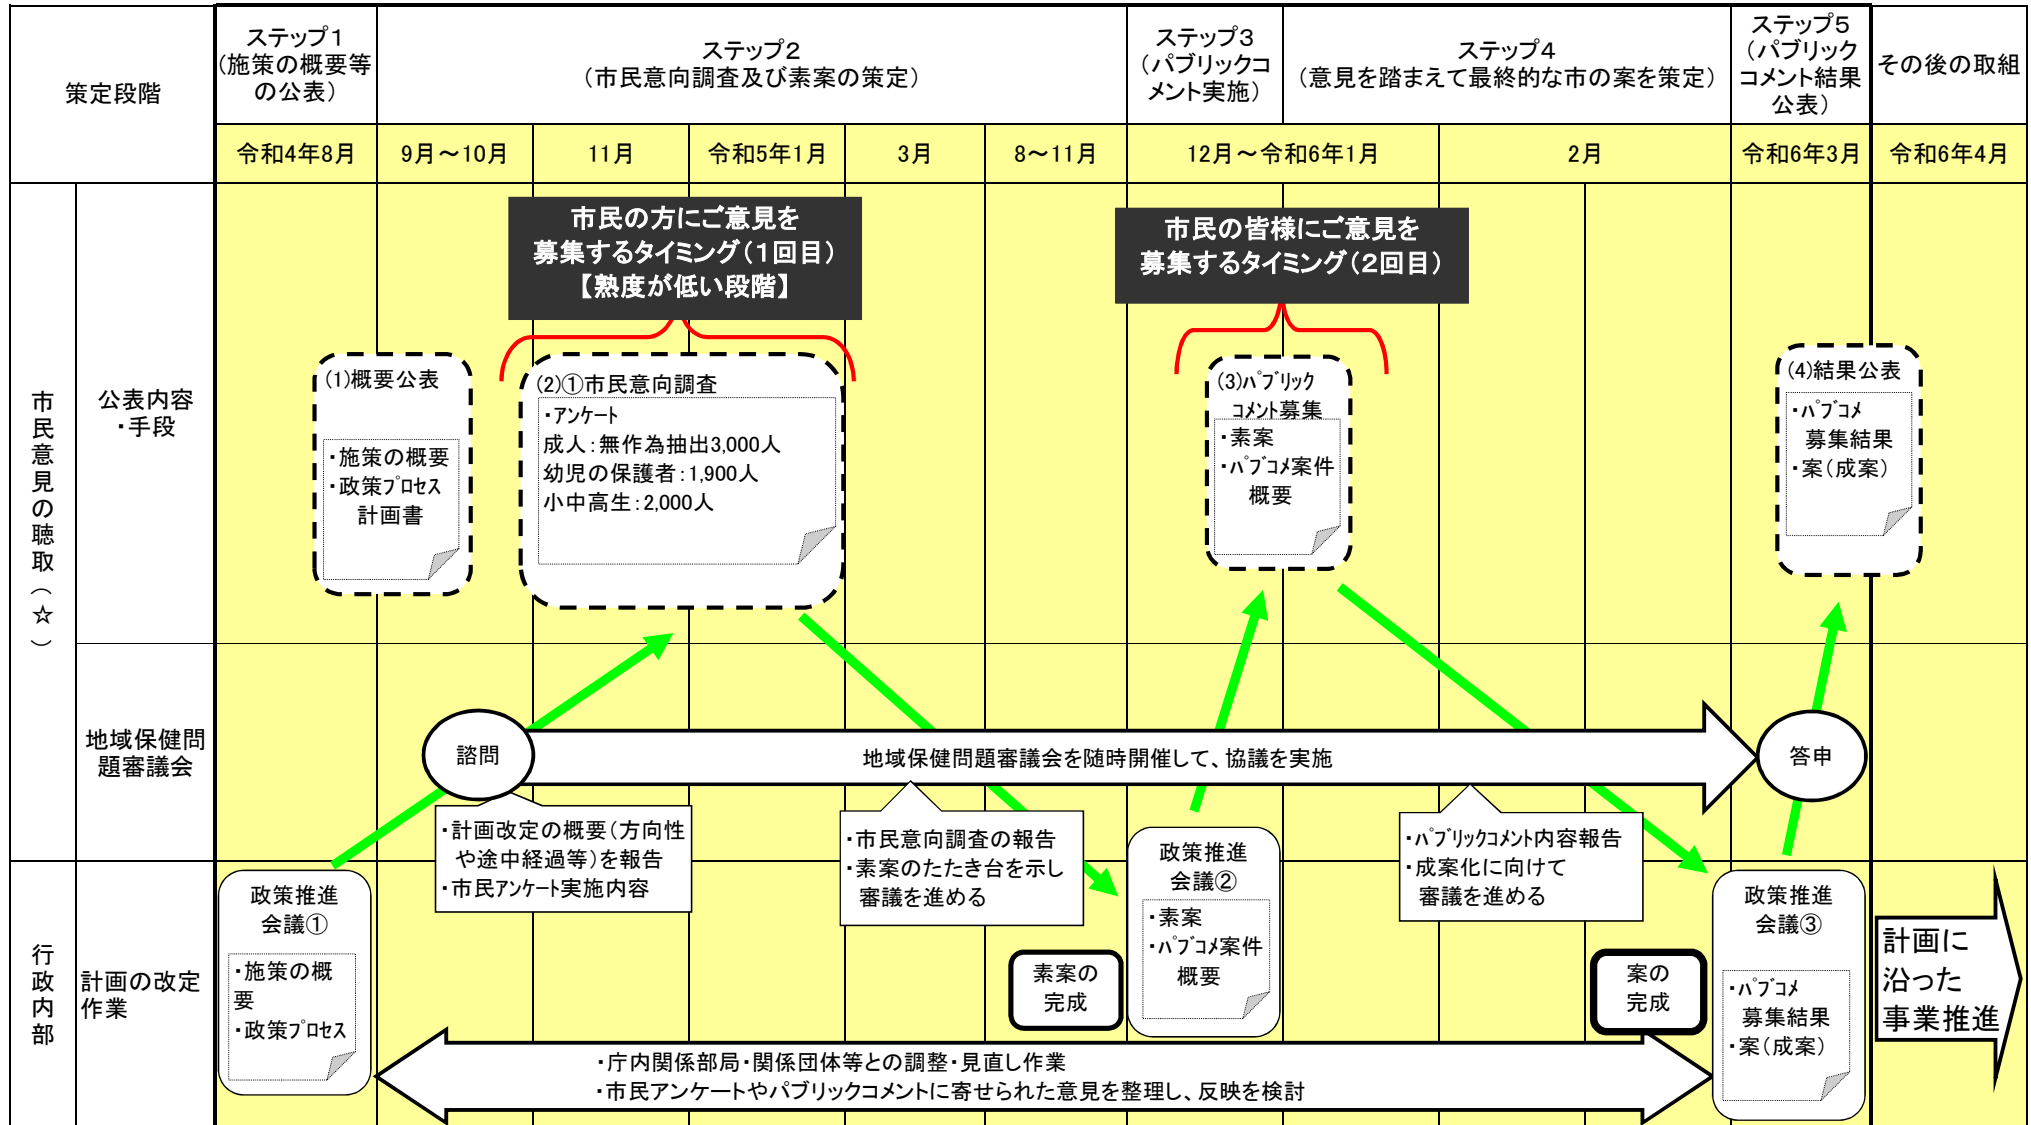 策定段階
ステップ1
(施策の概要等
の公表)
ステップ2
(市民意向調査及び素案の策定)
ステップ3
(パブリックコ
メント実施)
ステップ4
(意見を踏まえて最終的な市の案を策定)
ステップ5
(パブリック
コメント結果
公表)
その後の取組
令和4年8月
9月～10月
11月
令和5年1月
3月
8～11月
12月～令和6年1月
2月
令和6年3月
令和6年4月
市民意見の聴取(☆)
公表内容
・手段
市民の方にご意見を
募集するタイミング(1回目)
【熟度が低い段階】
市民の皆様にご意見を
募集するタイミング(2回目)
(1)概要公表
・施策の概要
・政策ﾌﾟﾛｾｽ
計画書
(2)①市民意向調査
・ｱﾝｹｰﾄ
成人:無作為抽出3,000人
幼児の保護者:1,900人
小中高生:2,000人
(3)ﾊﾟﾌﾞﾘｯｸ
ｺﾒﾝﾄ募集
・素案
・ﾊﾟﾌﾞｺﾒ案件
概要
(4)結果公表
・ﾊﾟﾌﾞｺﾒ
募集結果
・案(成案)
地域保健問
題審議会
諮問
地域保健問題審議会を随時開催して、協議を実施
答申
・計画改定の概要(方向性
や途中経過等)を報告
・市民ｱﾝｹｰﾄ実施内容
・市民意向調査の報告
・素案のたたき台を示し
審議を進める
・ﾊﾟﾌﾞﾘｯｸｺﾒﾝﾄ内容報告
・成案化に向けて
審議を進める
行政内部
計画の改定
作業
政策推進
会議①
・施策の概
要
・政策ﾌﾟﾛｾｽ
素案の
完成
政策推進
会議②
・素案
・ﾊﾟﾌﾞｺﾒ案件
概要
案の
完成
政策推進
会議③
・ﾊﾟﾌﾞｺﾒ
募集結果
・案(成案)
計画に
沿った
事業推進
・庁内関係部局・関係団体等との調整・見直し作業
・市民アンケートやパブリックコメントに寄せられた意見を整理し、反映を検討